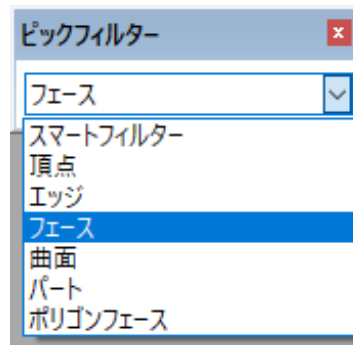 ピックフィルター
フェース
スマートフィルター
頂点
エッジ
フェース
曲面
パート
ポリゴンフェース